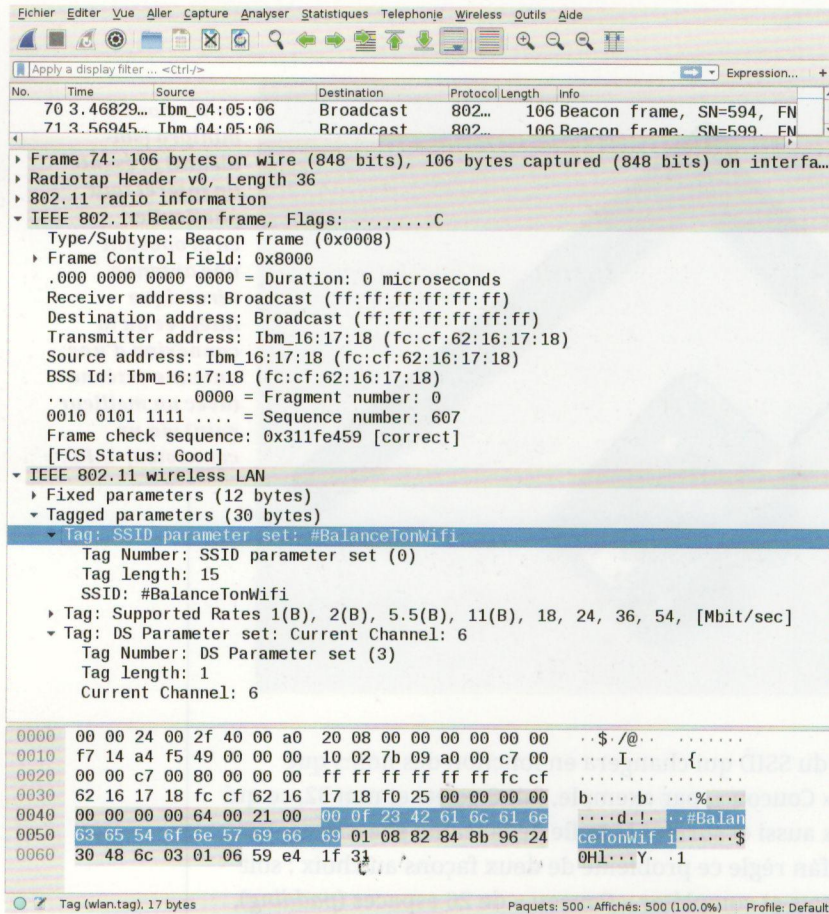 Fichier Editer Vue Aller Capture Analyser Statistiques Telephonie Wireless Outils Aide
Apply a display filter ... <Ctrl-/> Expression... +
No. Time Source Destination Protocol Length Info
70 3.46829… Ibm_04:05:06 Broadcast 802… 106 Beacon frame, SN=594, FN
71 3.56945… Ibm_04:05:06 Broadcast 802… 106 Beacon frame, SN=599, FN
Frame 74: 106 bytes on wire (848 bits), 106 bytes captured (848 bits) on interfa…
Radiotap Header v0, Length 36
802.11 radio information
IEEE 802.11 Beacon frame, Flags: ........C
Type/Subtype: Beacon frame (0x0008)
Frame Control Field: 0x8000
.000 0000 0000 0000 = Duration: 0 microseconds
Receiver address: Broadcast (ff:ff:ff:ff:ff:ff)
Destination address: Broadcast (ff:ff:ff:ff:ff:ff)
Transmitter address: Ibm_16:17:18 (fc:cf:62:16:17:18)
Source address: Ibm_16:17:18 (fc:cf:62:16:17:18)
BSS Id: Ibm_16:17:18 (fc:cf:62:16:17:18)
.... .... .... 0000 = Fragment number: 0
0010 0101 1111 .... = Sequence number: 607
Frame check sequence: 0x311fe459 [correct]
[FCS Status: Good]
IEEE 802.11 wireless LAN
Fixed parameters (12 bytes)
Tagged parameters (30 bytes)
Tag: SSID parameter set: #BalanceTonWifi
Tag Number: SSID parameter set (0)
Tag length: 15
SSID: #BalanceTonWifi
Tag: Supported Rates 1(B), 2(B), 5.5(B), 11(B), 18, 24, 36, 54, [Mbit/sec]
Tag: DS Parameter set: Current Channel: 6
Tag Number: DS Parameter set (3)
Tag length: 1
Current Channel: 6
0000 00 00 24 00 2f 40 00 a0 20 08 00 00 00 00 00 00 ··$·/@·· ········
0010 f7 14 a4 f5 49 00 00 00 10 02 7b 09 a0 00 c7 00 ····I··· ··{·····
0020 00 00 c7 00 80 00 00 00 ff ff ff ff ff ff fc cf ········ ········
0030 62 16 17 18 fc cf 62 16 17 18 f0 25 00 00 00 00 b·····b· ···%····
0040 00 00 00 00 64 00 21 00 00 0f 23 42 61 6c 61 6e ····d·!· ··#Balan
0050 63 65 54 6f 6e 57 69 66 69 01 08 82 84 8b 96 24 ceTonWif i······$
0060 30 48 6c 03 01 06 59 e4 1f 31 0Hl···Y· ·1
Tag (wlan.tag), 17 bytes Paquets: 500 · Affichés: 500 (100.0%) Profile: Default